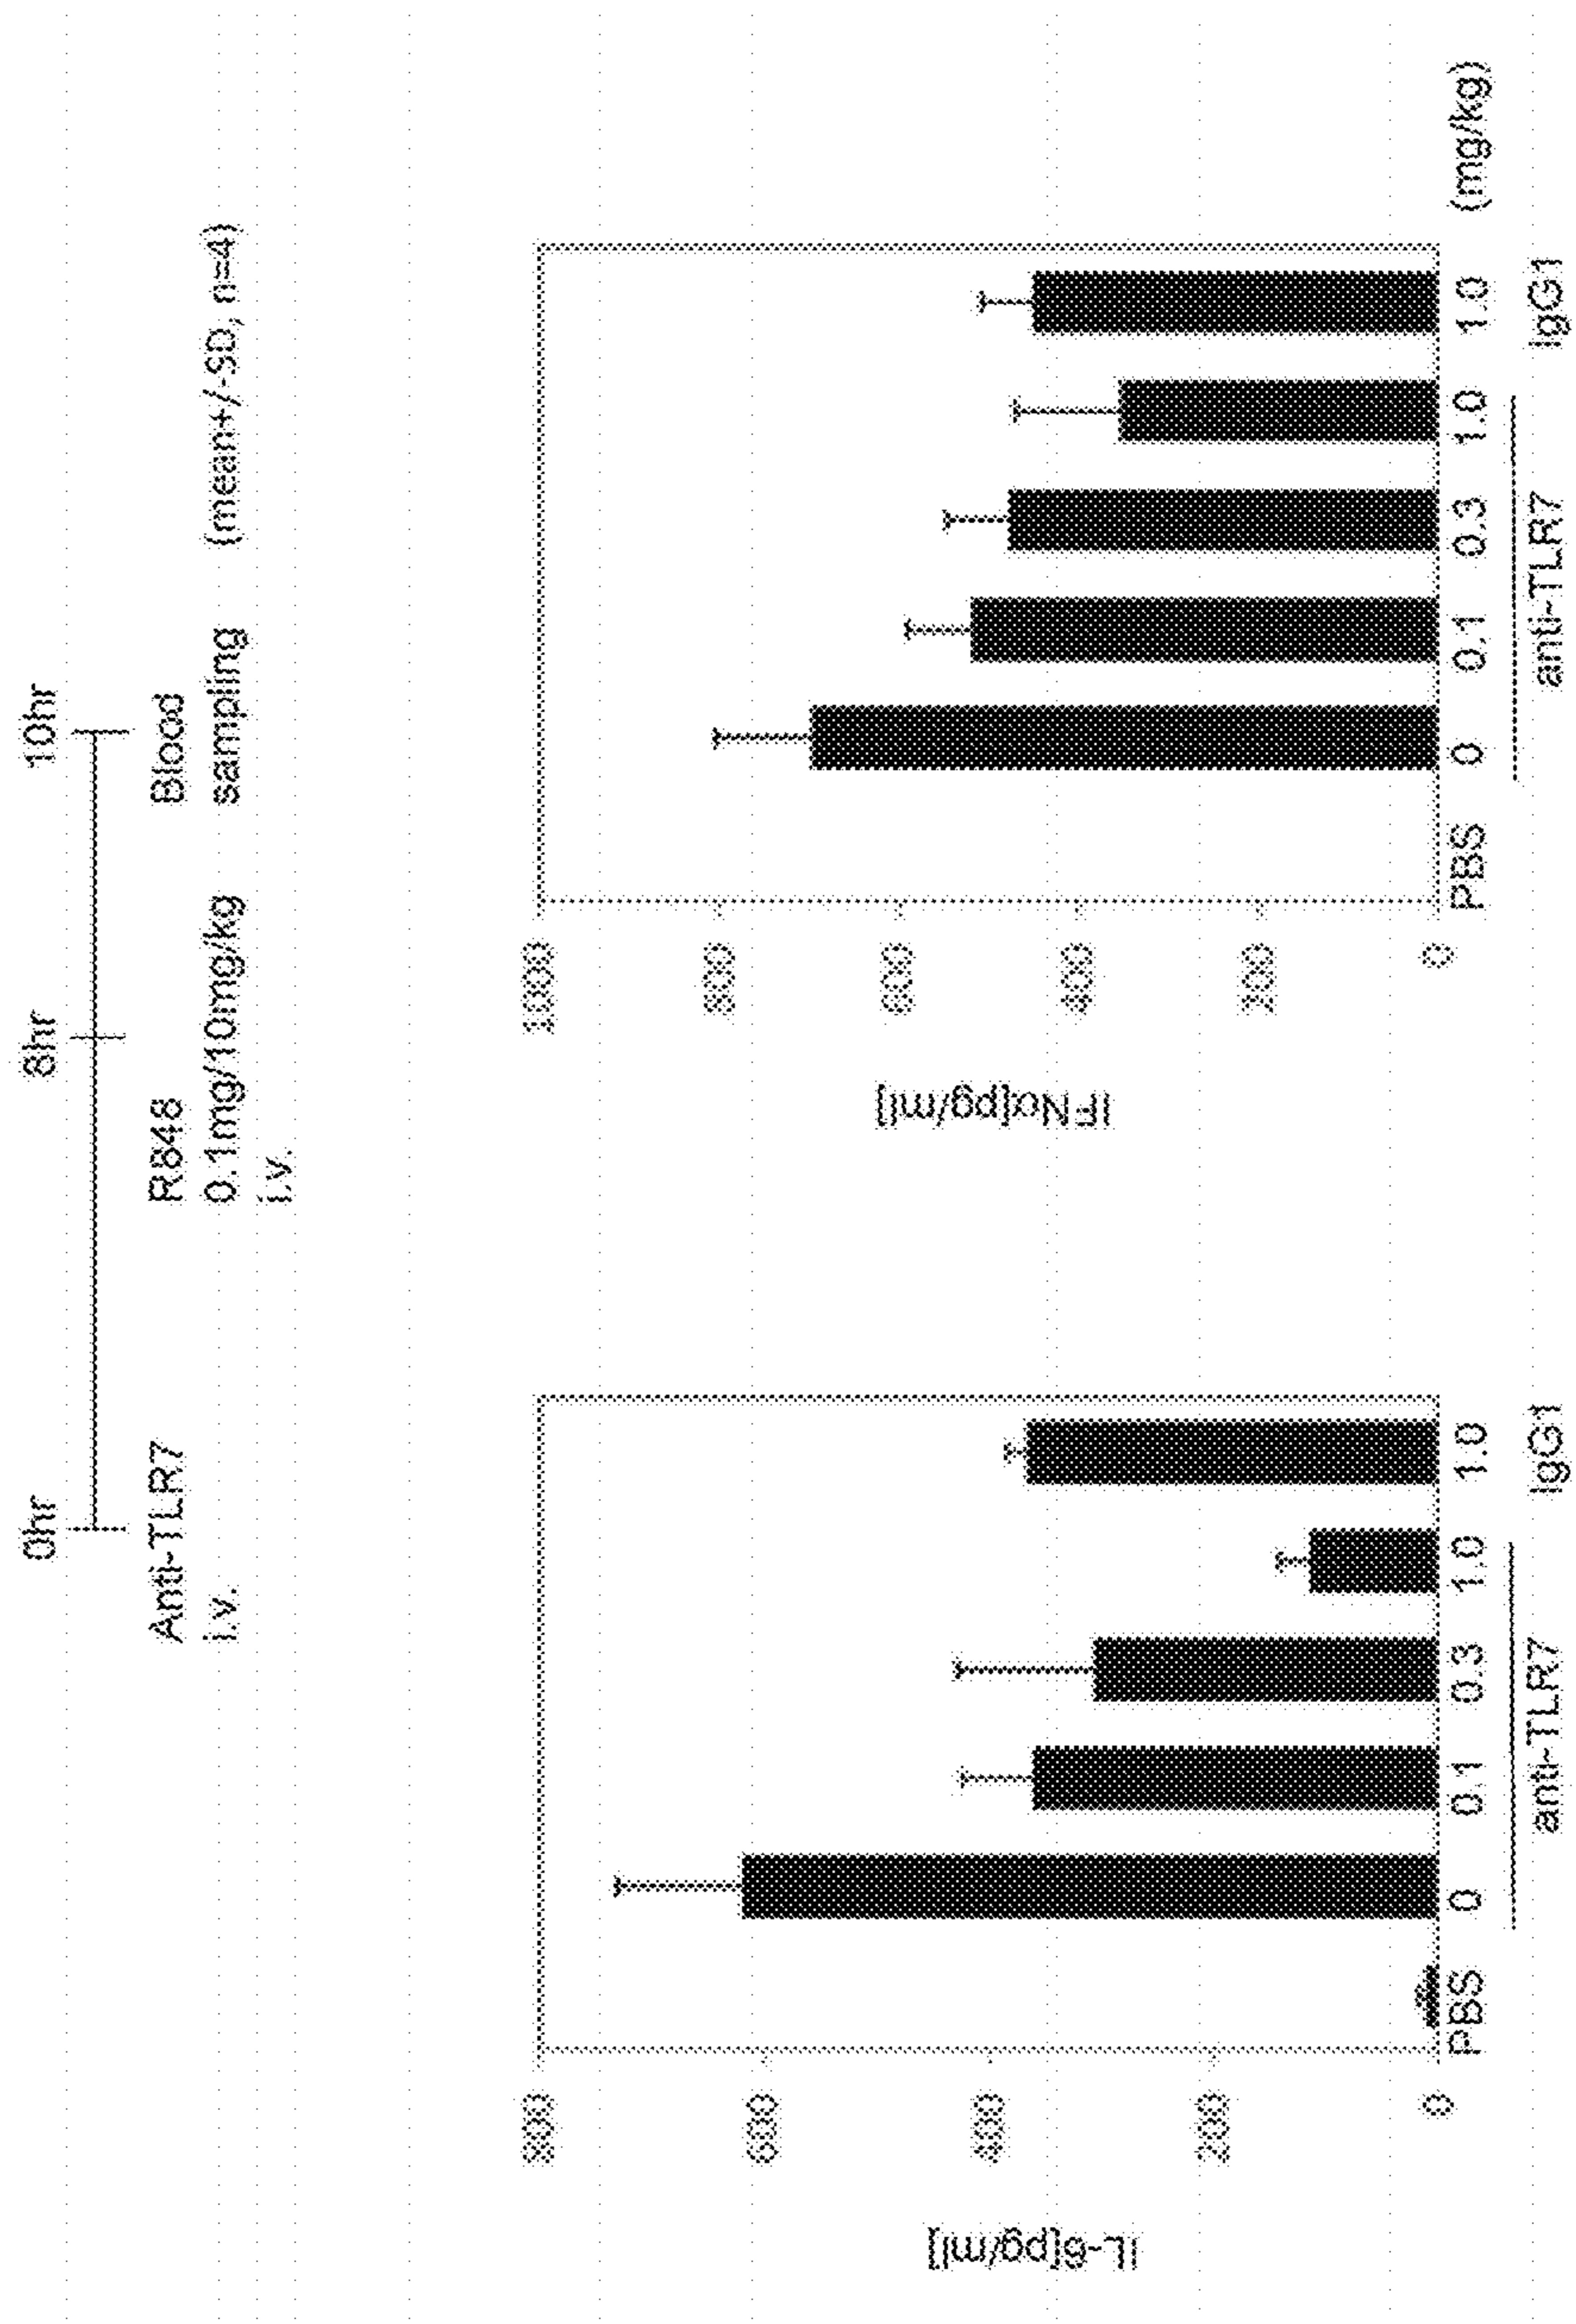 0hr 8hr 10hr
Anti-TLR7 R848 Blood
i.v. 0.1mg/10mg/kg sampling (mean+/-SD, n=4)
i.v.
IL-6[pg/ml]
800
600
400
200
0
PBS 0 0.1 0.3 1.0 1.0
anti-TLR7 IgG1
IFNα[pg/ml]
1000
800
600
400
200
0
PBS 0 0.1 0.3 1.0 1.0 (mg/kg)
anti-TLR7 IgG1